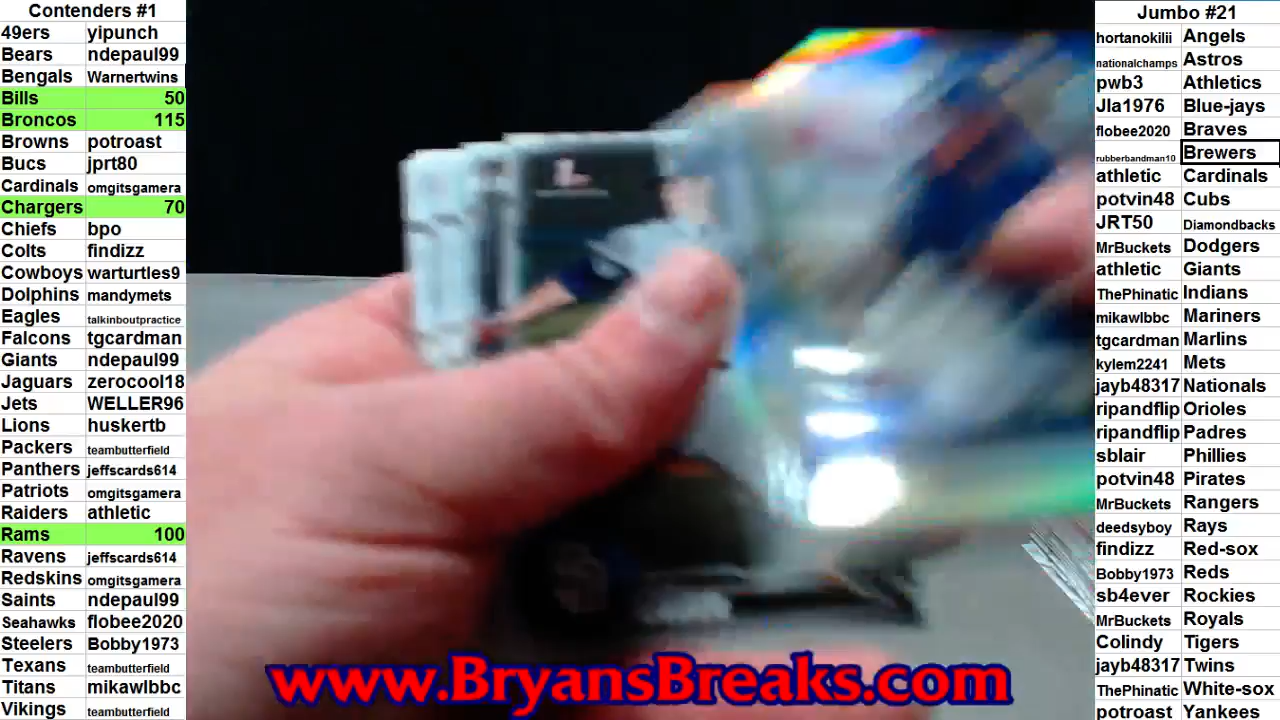 Contenders #1
49ers yipunch
Bears ndepaul99
Bengals Warnertwins
Bills 50
Broncos 115
Browns potroast
Bucs jprt80
Cardinals omgitsgamera
Chargers 70
Chiefs bpo
Colts findizz
Cowboys warturtles9
Dolphins mandymets
Eagles talkinboutpractice
Falcons tgcardman
Giants ndepaul99
Jaguars zerocool18
Jets WELLER96
Lions huskertb
Packers teambutterfield
Panthers jeffscards614
Patriots omgitsgamera
Raiders athletic
Rams 100
Ravens jeffscards614
Redskins omgitsgamera
Saints ndepaul99
Seahawks flobee2020
Steelers Bobby1973
Texans teambutterfield
Titans mikawlbbc
Vikings teambutterfield
www.BryansBreaks.com
Jumbo #21
hortanokilii Angels
nationalchamps Astros
pwb3 Athletics
Jla1976 Blue-jays
flobee2020 Braves
rubberbandman10 Brewers
athletic Cardinals
potvin48 Cubs
JRT50 Diamondbacks
MrBuckets Dodgers
athletic Giants
ThePhinatic Indians
mikawlbbc Mariners
tgcardman Marlins
kylem2241 Mets
jayb48317 Nationals
ripandflip Orioles
ripandflip Padres
sblair Phillies
potvin48 Pirates
MrBuckets Rangers
deedsyboy Rays
findizz Red-sox
Bobby1973 Reds
sb4ever Rockies
MrBuckets Royals
Colindy Tigers
jayb48317 Twins
ThePhinatic White-sox
potroast Yankees